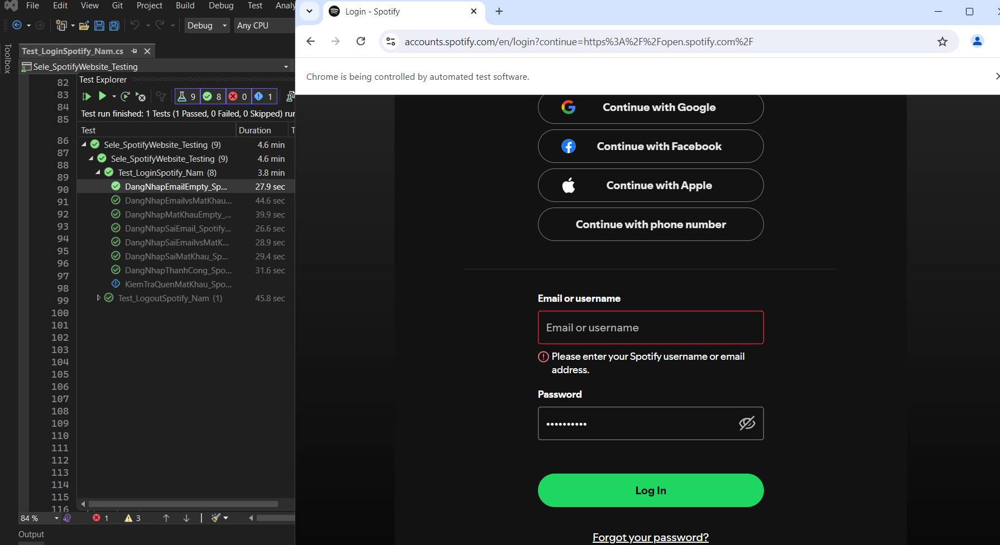 File Edit View Git Project Build Debug Test Analy
Debug Any CPU
Toolbox
Test_LoginSpotify_Nam.cs
Sele_SpotifyWebsite_Testing
82
83
84
85
86
87
88
89
90
91
92
93
94
95
96
97
98
99
100
101
102
103
104
105
106
107
108
109
110
111
112
113
114
115
116
Test Explorer
9 8 0 1
Test run finished: 1 Tests (1 Passed, 0 Failed, 0 Skipped) rur
Test Duration T
Sele_SpotifyWebsite_Testing (9) 4.6 min
Sele_SpotifyWebsite_Testing (9) 4.6 min
Test_LoginSpotify_Nam (8) 3.8 min
DangNhapEmailEmpty_Sp... 27.9 sec
DangNhapEmailvsMatKhau... 44.6 sec
DangNhapMatKhauEmpty_... 39.9 sec
DangNhapSaiEmail_Spotify... 26.6 sec
DangNhapSaiEmailvsMatK... 28.9 sec
DangNhapSaiMatKhau_Sp... 29.4 sec
DangNhapThanhCong_Spo... 31.6 sec
KiemTraQuenMatKhau_Spo...
Test_LogoutSpotify_Nam (1) 45.8 sec
84 % 1 3
Output
Login - Spotify
accounts.spotify.com/en/login?continue=https%3A%2F%2Fopen.spotify.com%2F
Chrome is being controlled by automated test software.
Continue with Google
Continue with Facebook
Continue with Apple
Continue with phone number
Email or username
Email or username
Please enter your Spotify username or email
address.
Password
••••••••••
Log In
Forgot your password?